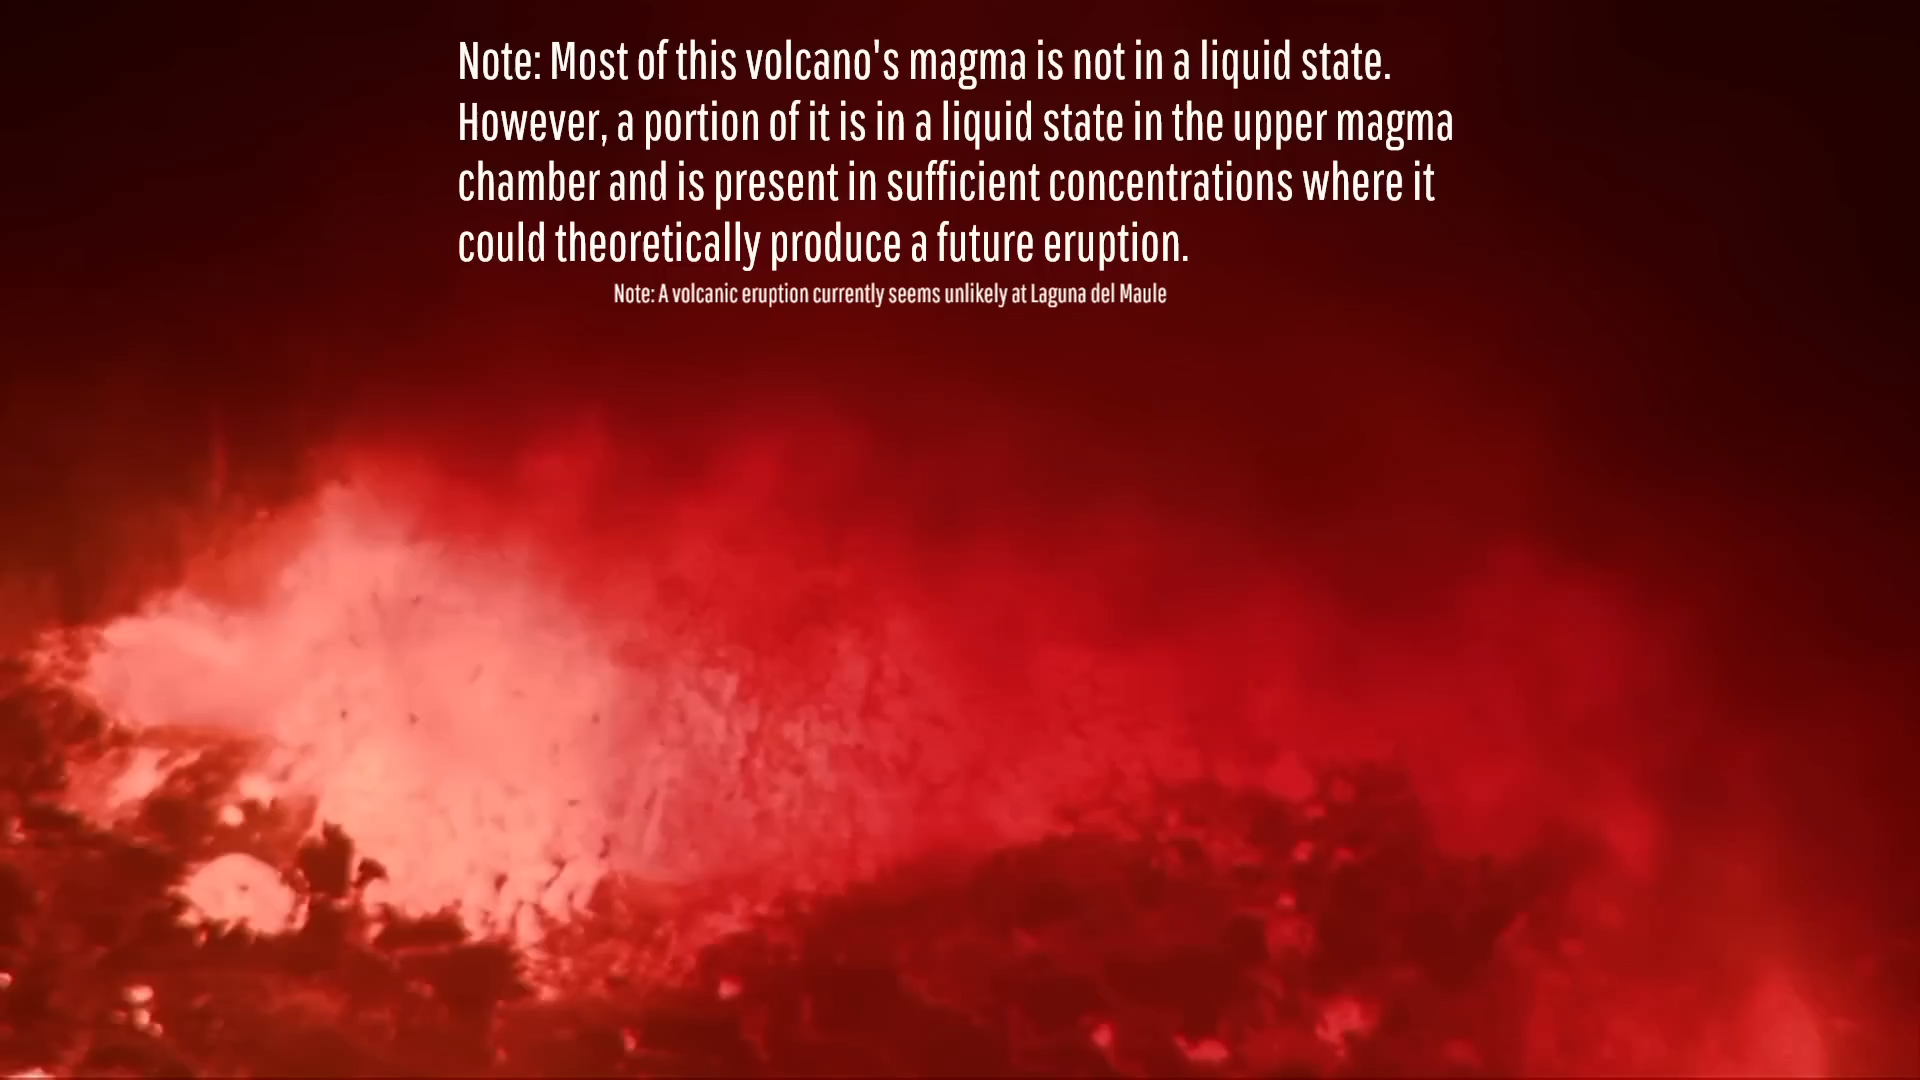 Note: Most of this volcano's magma is not in a liquid state.
However, a portion of it is in a liquid state in the upper magma
chamber and is present in sufficient concentrations where it
could theoretically produce a future eruption.
Note: A volcanic eruption currently seems unlikely at Laguna del Maule